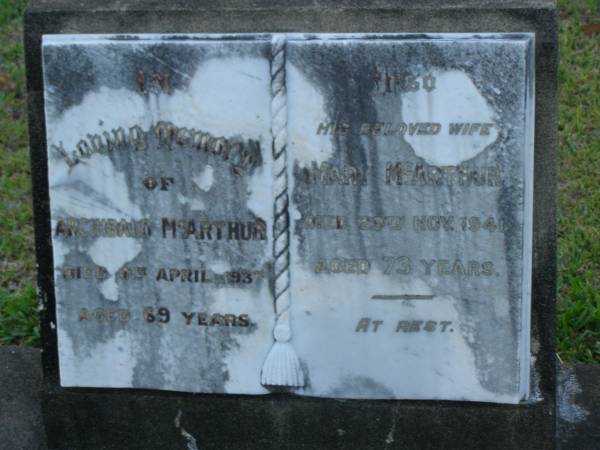 IN
Loving Memory
OF
ARCHIBALD McARTHUR
DIED APRIL 1937
AGED 69 YEARS.
ALSO
HIS BELOVED WIFE
MARY McARTHUR
DIED NOV. 1941
AGED 73 YEARS.
AT REST.